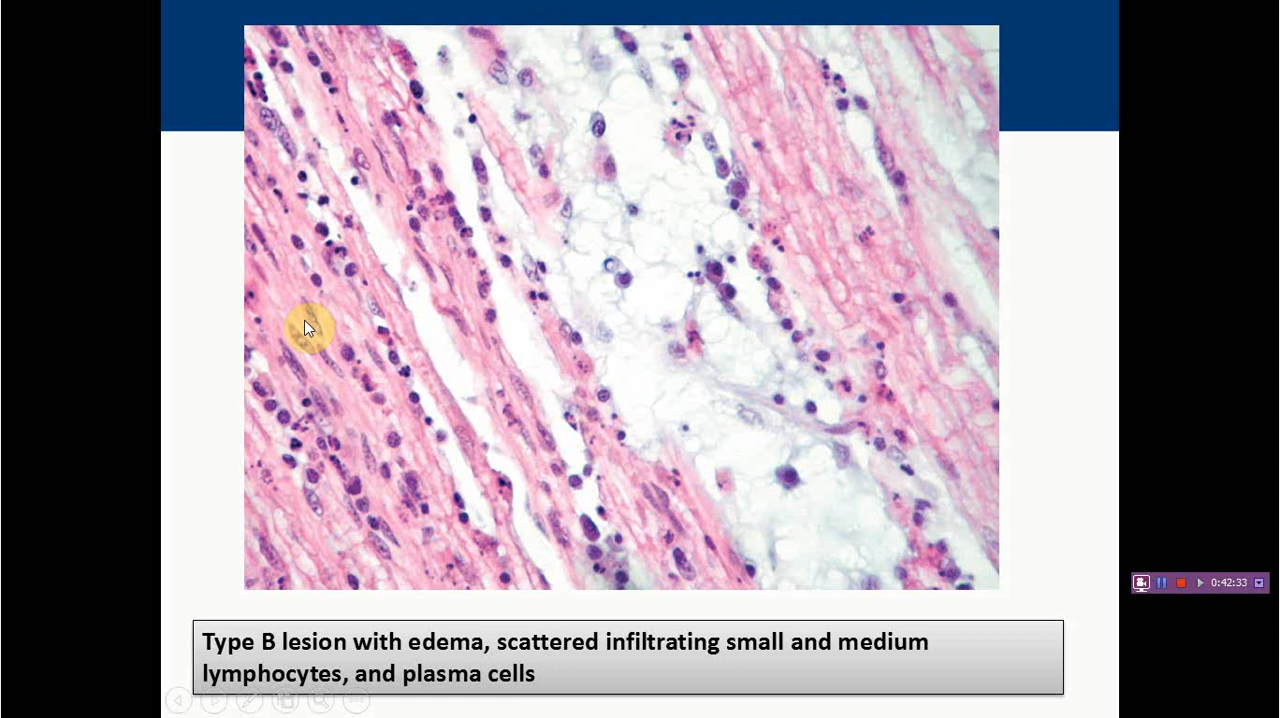 0:42:33
Type B lesion with edema, scattered infiltrating small and medium
lymphocytes, and plasma cells